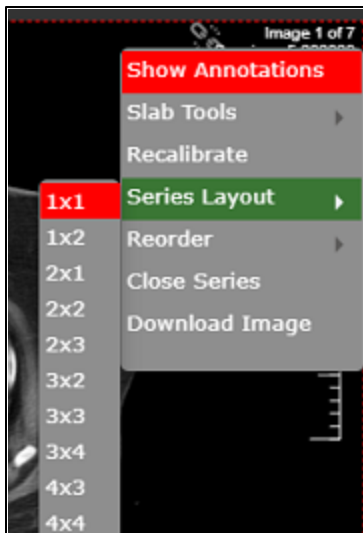 Image 1 of 7
Show Annotations
Slab Tools
Recalibrate
Series Layout
Reorder
Close Series
Download Image
1x1
1x2
2x1
2x2
2x3
3x2
3x3
3x4
4x3
4x4